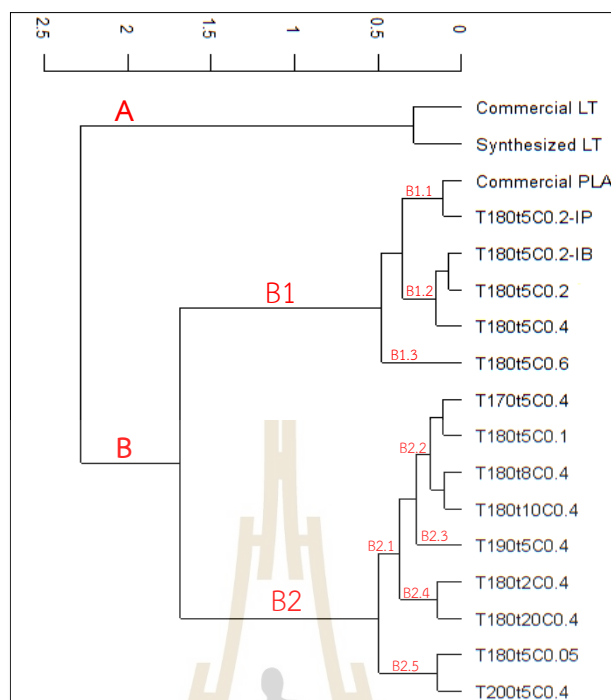 2.5 2 1.5 1 0.5 0
A
Commercial LT
Synthesized LT
Commercial PLA
B1.1
T180t5C0.2-IP
T180t5C0.2-IB
B1
B1.2
T180t5C0.2
T180t5C0.4
B1.3
T180t5C0.6
T170t5C0.4
T180t5C0.1
B2.2
B
T180t8C0.4
T180t10C0.4
B2.3
T190t5C0.4
B2.1
T180t2C0.4
B2.4
B2
T180t20C0.4
T180t5C0.05
B2.5
T200t5C0.4